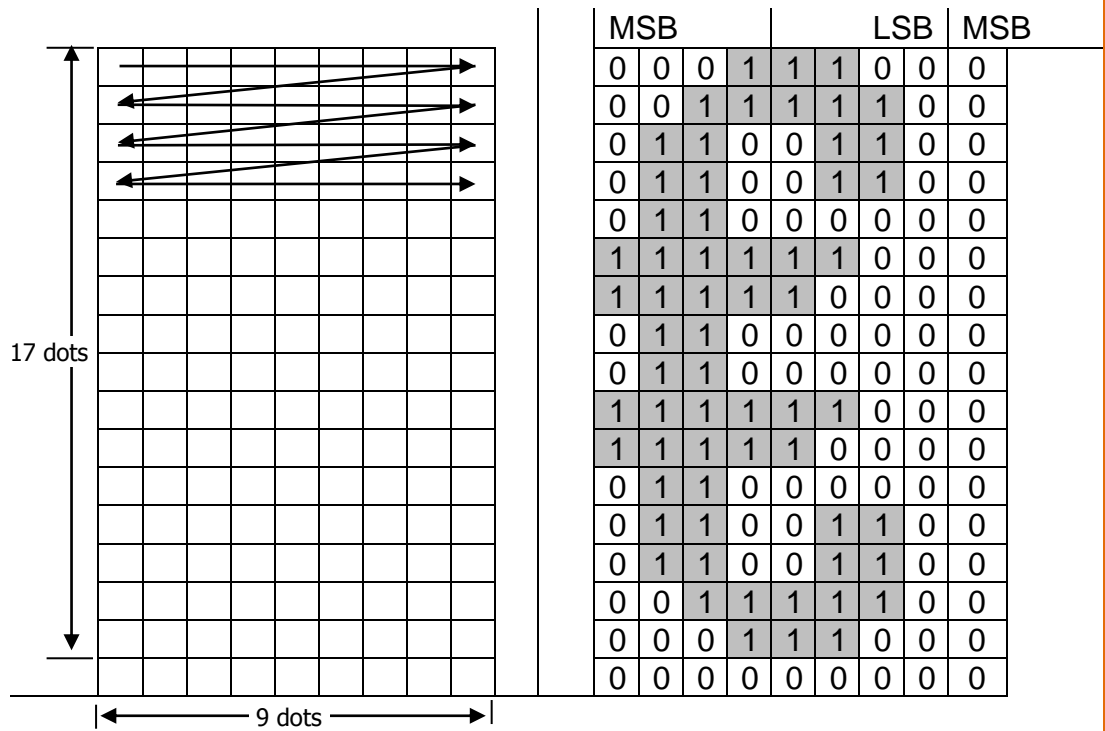 MSB LSB MSB
0 0 0 1 1 1 0 0 0
0 0 1 1 1 1 1 0 0
0 1 1 0 0 1 1 0 0
0 1 1 0 0 1 1 0 0
0 1 1 0 0 0 0 0 0
1 1 1 1 1 1 0 0 0
1 1 1 1 1 0 0 0 0
0 1 1 0 0 0 0 0 0
17 dots
0 1 1 0 0 0 0 0 0
1 1 1 1 1 1 0 0 0
1 1 1 1 1 0 0 0 0
0 1 1 0 0 0 0 0 0
0 1 1 0 0 1 1 0 0
0 1 1 0 0 1 1 0 0
0 0 1 1 1 1 1 0 0
0 0 0 1 1 1 0 0 0
0 0 0 0 0 0 0 0 0
9 dots